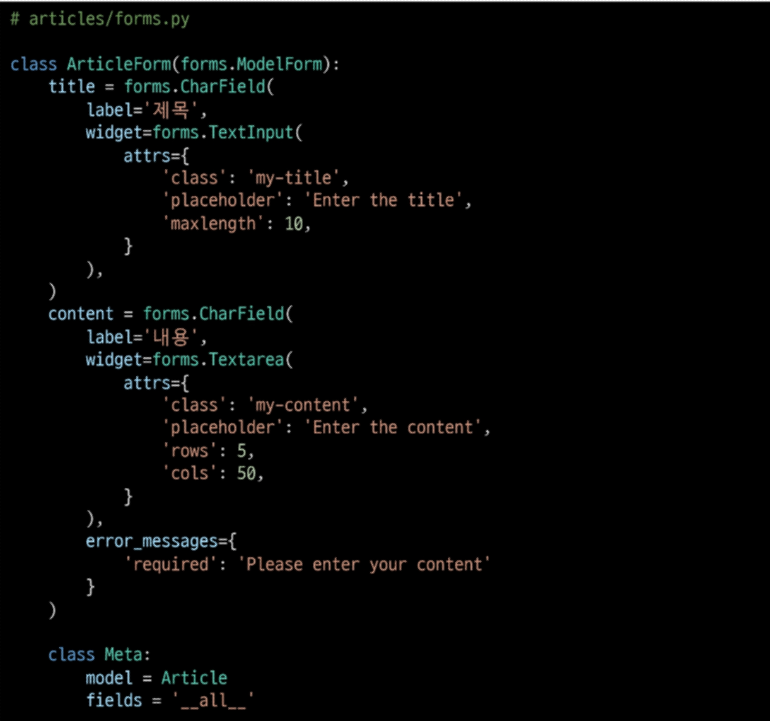 # articles/forms.py

class ArticleForm(forms.ModelForm):
    title = forms.CharField(
        label='제목',
        widget=forms.TextInput(
            attrs={
                'class': 'my-title',
                'placeholder': 'Enter the title',
                'maxlength': 10,
            }
        ),
    )
    content = forms.CharField(
        label='내용',
        widget=forms.Textarea(
            attrs={
                'class': 'my-content',
                'placeholder': 'Enter the content',
                'rows': 5,
                'cols': 50,
            }
        ),
        error_messages={
            'required': 'Please enter your content'
        }
    )

    class Meta:
        model = Article
        fields = '__all__'